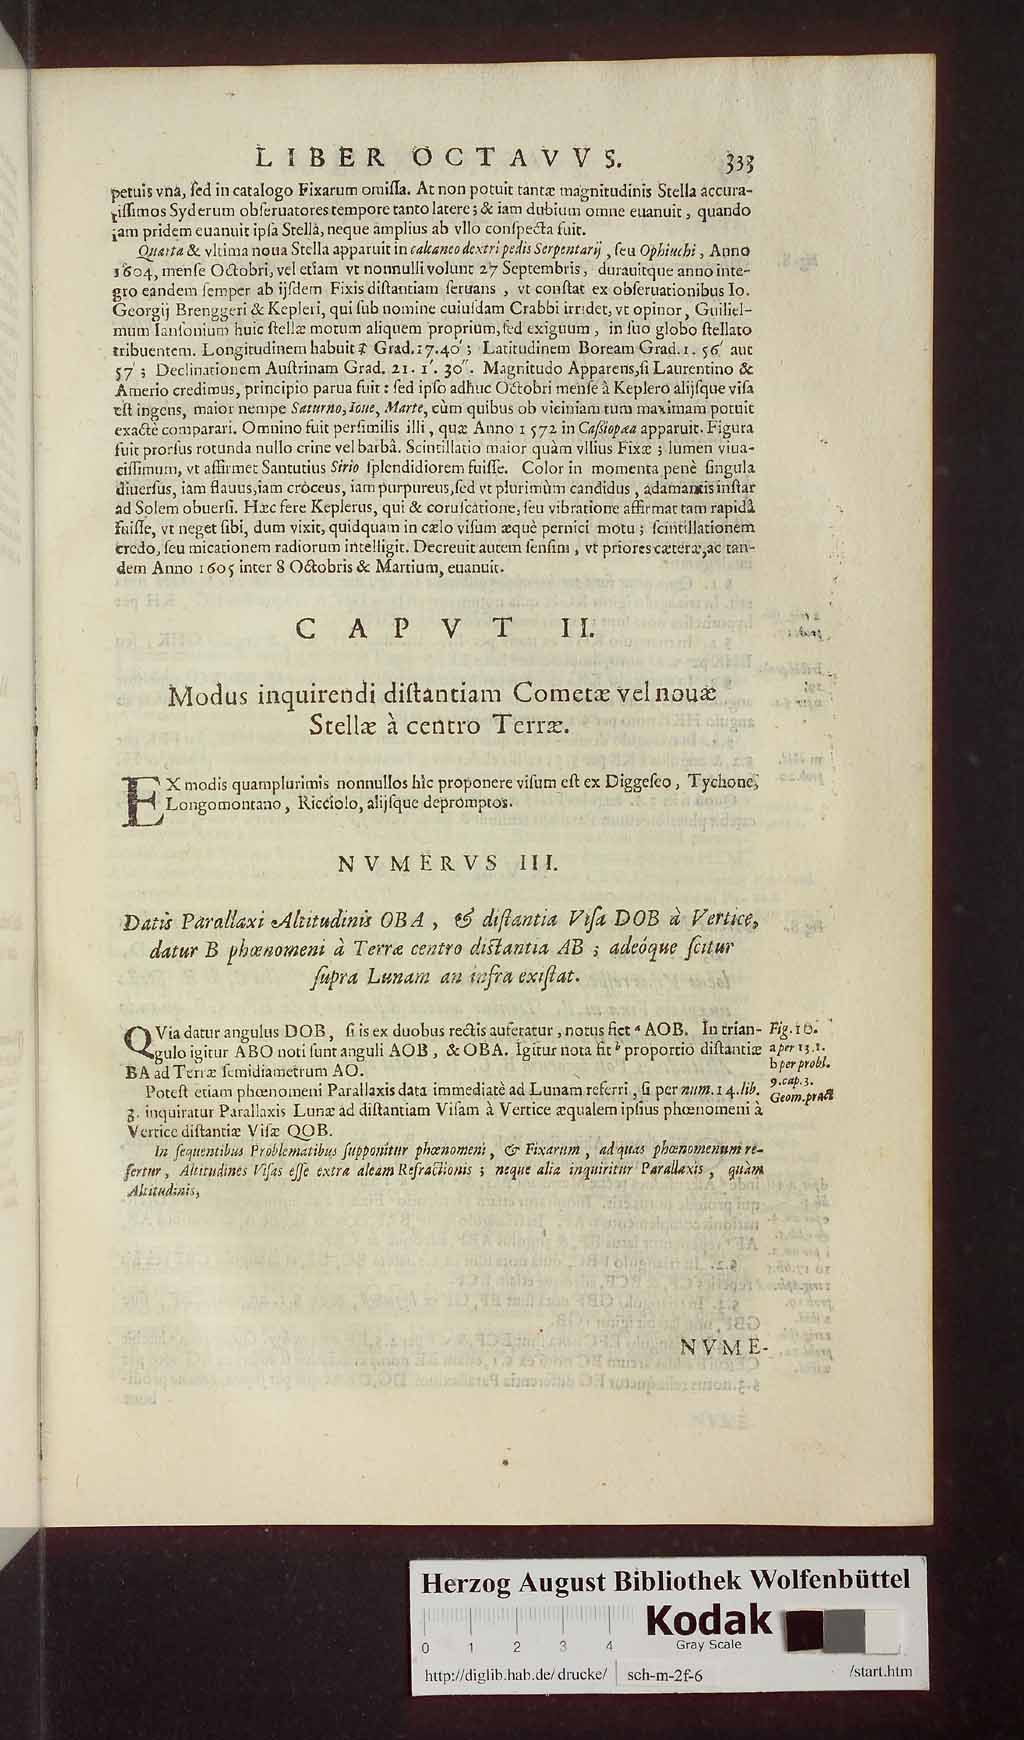 LIBER OCTAVVS. 333
petuis vna, ſed in catalogo Fixarum omiſſa. At non potuit tantæ magnitudinis Stella accura-
tiſſimos Syderum obſeruatores tempore tanto latere; & iam dubium omne euanuit, quando
iam pridem euanuit ipſa Stella, neque amplius ab vllo conſpecta fuit.
Quarta & vltima noua Stella apparuit in calcaneo dextri pedis Serpentarij, ſeu Ophiuchi, Anno
1604, menſe Octobri, vel etiam vt nonnulli volunt 27 Septembris, durauitque anno inte-
gro eandem ſemper ab ijſdem Fixis diſtantiam ſeruans, vt conſtat ex obſeruationibus Io.
Georgij Brenggeri & Kepleri, qui ſub nomine cuiuſdam Crabbi irridet, vt opinor, Guiliel-
mum Ianſonium huic ſtellæ motum aliquem proprium, ſed exiguum, in ſuo globo ſtellato
tribuentem. Longitudinem habuit ♐ Grad. 17. 40′; Latitudinem Boream Grad. 1. 56′ aut
57′; Declinationem Auſtrinam Grad. 21. 1′. 30″. Magnitudo Apparens, ſi Laurentino &
Amerio credimus, principio parua fuit: ſed ipſo adhuc Octobri menſe à Keplero alijſque viſa
eſt ingens, maior nempe Saturno, Ioue, Marte, cùm quibus ob viciniam tum maximam potuit
exactè comparari. Omnino fuit perſimilis illi, quæ Anno 1572 in Caſſiopæa apparuit. Figura
fuit prorſus rotunda nullo crine vel barbâ. Scintillatio maior quàm vllius Fixæ; lumen viua-
ciſſimum, vt affirmet Santutius Sirio ſplendidiorem fuiſſe. Color in momenta penè ſingula
diuerſus, iam flauus, iam cròceus, iam purpureus, ſed vt plurimùm candidus, adamantis inſtar
ad Solem obuerſi. Hæc fere Keplerus, qui & coruſcatione, ſeu vibratione affirmat tam rapidâ
fuiſſe, vt neget ſibi, dum vixit, quidquam in cælo viſum æquè pernici motu; ſcintillationem
credo, ſeu micationem radiorum intelligit. Decreuit autem ſenſim, vt priores cæteræ, ac tan-
dem Anno 1605 inter 8 Octobris & Martium, euanuit.
CAPVT II.
Modus inquirendi diſtantiam Cometæ vel nouæ
Stellæ à centro Terræ.
EX modis quamplurimis nonnullos hîc proponere viſum eſt ex Diggeſeo, Tychone,
Longomontano, Ricciolo, alijſque depromptos.
NVMERVS III.
Datis Parallaxi Altitudinis OBA, & diſtantia Viſa DOB à Vertice,
datur B phœnomeni à Terræ centro diſtantia AB; adeóque ſcitur
ſupra Lunam an infra exiſtat.
QVia datur angulus DOB, ſi is ex duobus rectis auferatur, notus fiet a AOB. In trian- Fig. 10.
gulo igitur ABO noti ſunt anguli AOB, & OBA. Igitur nota fit b proportio diſtantiæ a per 13. 1.
BA ad Terræ ſemidiametrum AO. b per probl.
Poteſt etiam phœnomeni Parallaxis data immediatè ad Lunam referri, ſi per num. 14. lib. 9. cap. 3.
3. inquiratur Parallaxis Lunæ ad diſtantiam Viſam à Vertice æqualem ipſius phœnomeni à Geom. pract
Vertice diſtantiæ Viſæ QOB.
In ſequentibus Problematibus ſupponitur phœnomeni, & Fixarum, ad quas phœnomenum re-
fertur, Altitudines Viſas eſſe extra aleam Refractionis; neque alia inquiritur Parallaxis, quàm
Altitudinis,
NVME-
Herzog August Bibliothek Wolfenbüttel
0 1 2 3 4 Kodak
Gray Scale
http://diglib.hab.de/drucke/ sch-m-2f-6 /start.htm